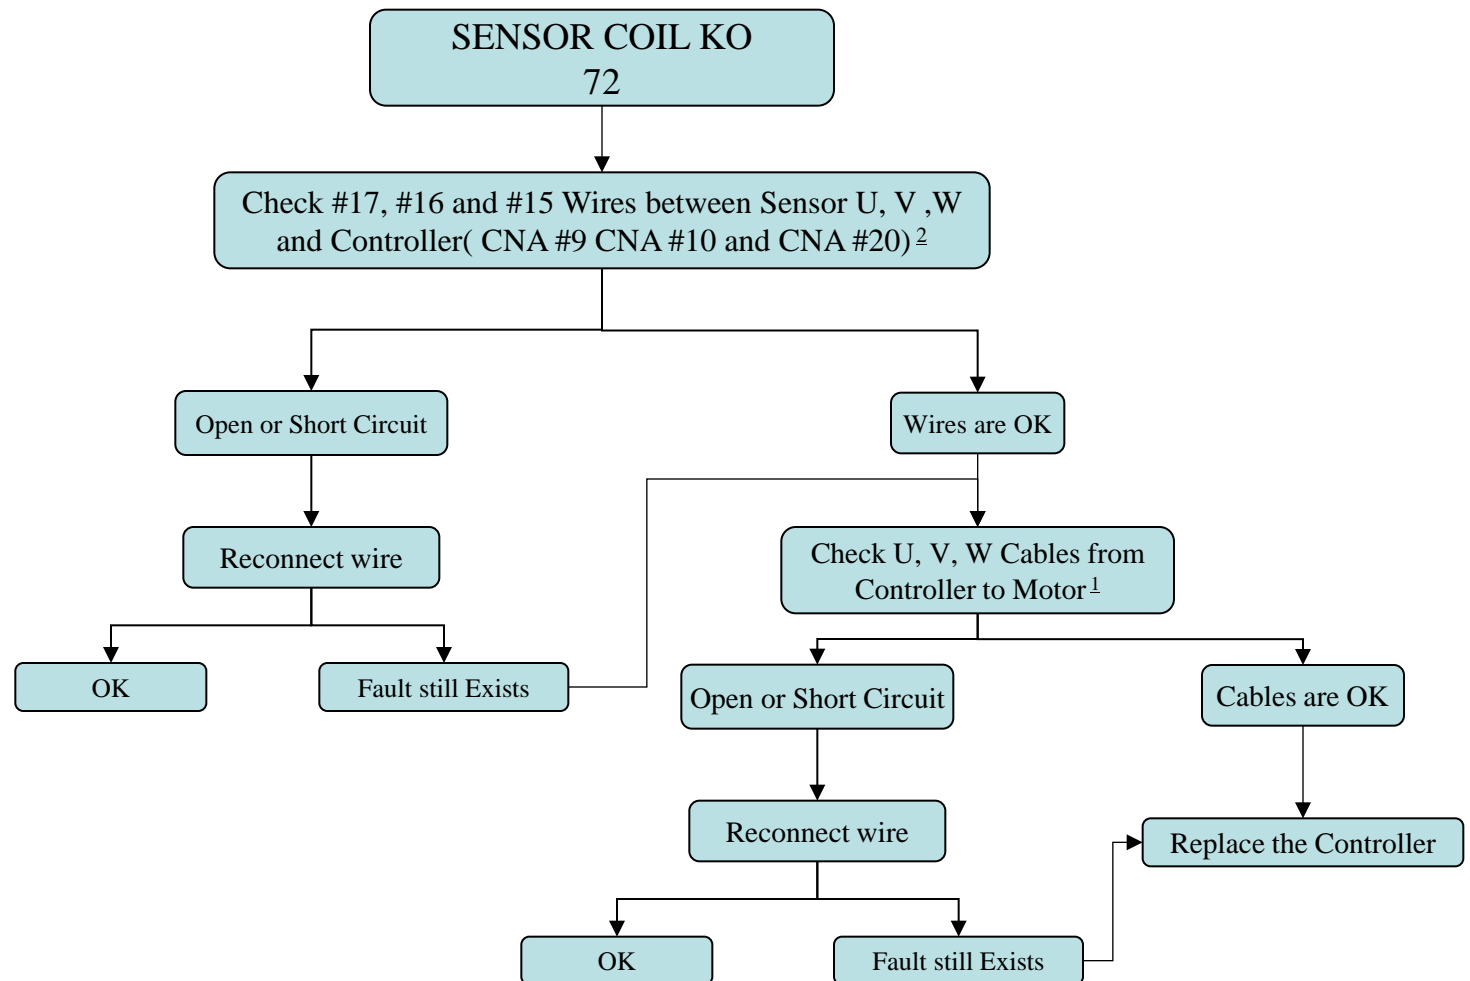 SENSOR COIL KO
72
Check #17, #16 and #15 Wires between Sensor U, V ,W
and Controller( CNA #9 CNA #10 and CNA #20) 2
Open or Short Circuit
Wires are OK
Reconnect wire
Check U, V, W Cables from
Controller to Motor 1
OK
Fault still Exists
Open or Short Circuit
Cables are OK
Reconnect wire
Replace the Controller
OK
Fault still Exists